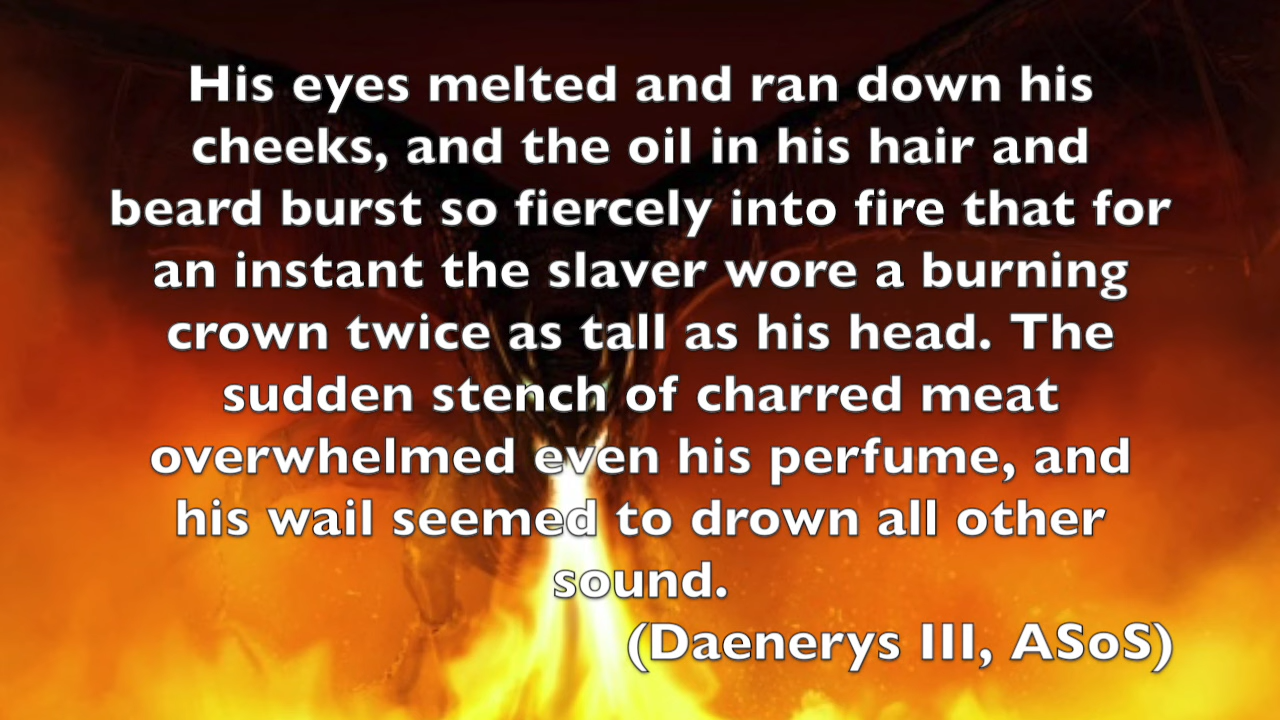 His eyes melted and ran down his
cheeks, and the oil in his hair and
beard burst so fiercely into fire that for
an instant the slaver wore a burning
crown twice as tall as his head. The
sudden stench of charred meat
overwhelmed even his perfume, and
his wail seemed to drown all other
sound.
(Daenerys III, ASoS)